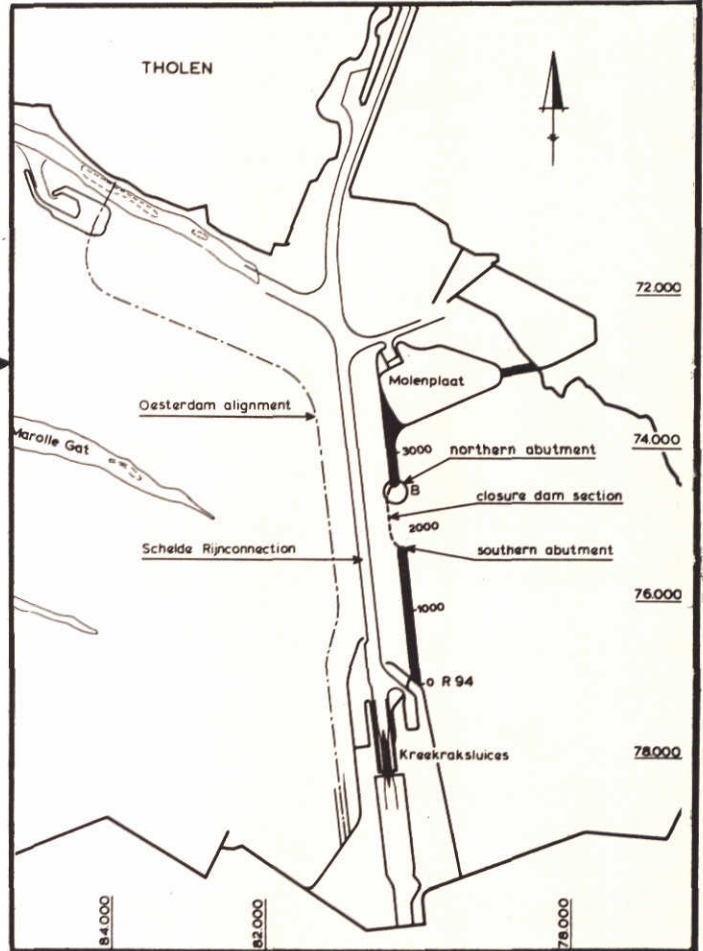 THOLEN
72.000
Molenplaat
Oesterdam alignment
Marolle Gat
3000
74.000
northern abutment
B
closure dam section
2000
Schelde Rijnconnection
southern abutment
76.000
1000
0 R 94
Kreekraksluices
78.000
84.000
82.000
78.000